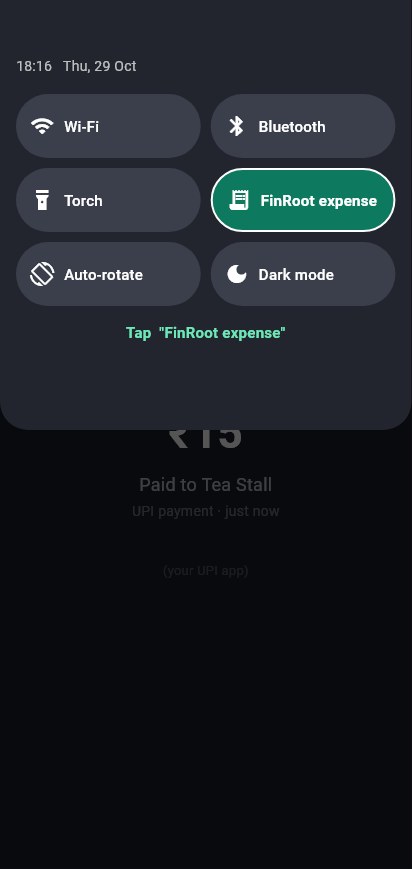 18:16 Thu, 29 Oct
Wi-Fi
Bluetooth
Torch
FinRoot expense
Auto-rotate
Dark mode
Tap "FinRoot expense"
₹15
Paid to Tea Stall
UPI payment · just now
(your UPI app)